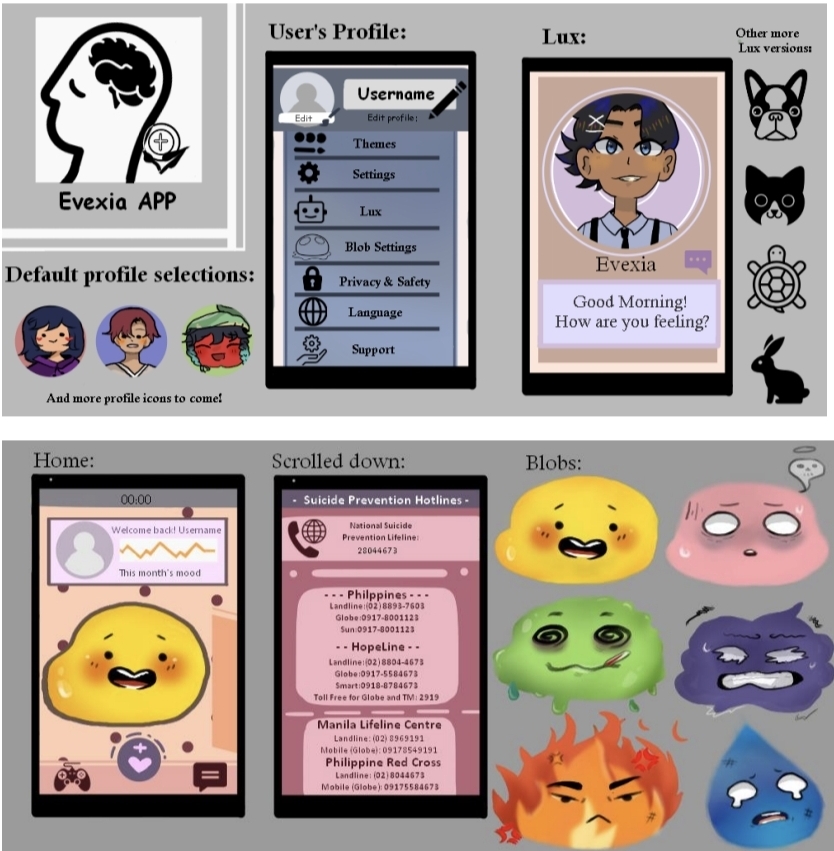 Evexia APP
Default profile selections:
And more profile icons to come!
User's Profile:
Username
Edit
Edit profile:
Themes
Settings
Lux
Blob Settings
Privacy & Safety
Language
Support
Lux:
Evexia
Good Morning!
How are you feeling?
Other more
Lux versions:
Home:
00:00
Welcome back! Username
This month's mood
Scrolled down:
- Suicide Prevention Hotlines -
National Suicide
Prevention Lifeline:
28044673
- - - Philppines - - -
Landline:(02)8893-7603
Globe:0917-8001123
Sun:0917-8001123
- - HopeLine - -
Landline:(02)8804-4673
Globe:0917-5584673
Smart:0918-8784673
Toll Free for Globe and TM: 2919
Manila Lifeline Centre
Landline: (02) 8969191
Mobile (Globe): 09178549191
Philippine Red Cross
Landline: (02) 8044673
Mobile (Globe): 09175584673
Blobs: